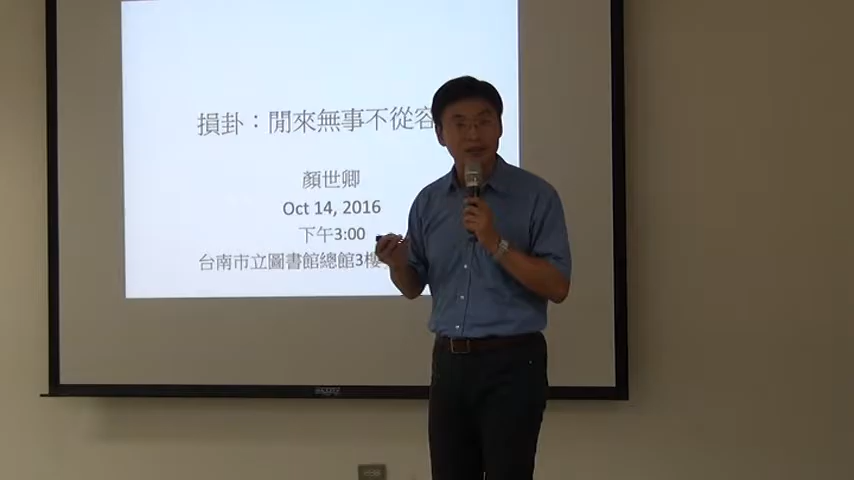 損卦：閒來無事不從容
顏世卿
Oct 14, 2016
下午3:00
台南市立圖書館總館3樓